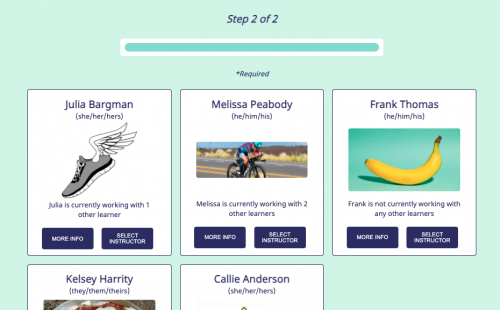 Step 2 of 2
*Required
Julia Bargman
(she/her/hers)
Julia is currently working with 1
other learner
MORE INFO
SELECT
INSTRUCTOR
Melissa Peabody
(he/him/his)
Melissa is currently working with 2
other learners
MORE INFO
SELECT
INSTRUCTOR
Frank Thomas
(he/him/his)
Frank is not currently working with
any other learners
MORE INFO
SELECT
INSTRUCTOR
Kelsey Harrity
(they/them/theirs)
Callie Anderson
(she/her/hers)